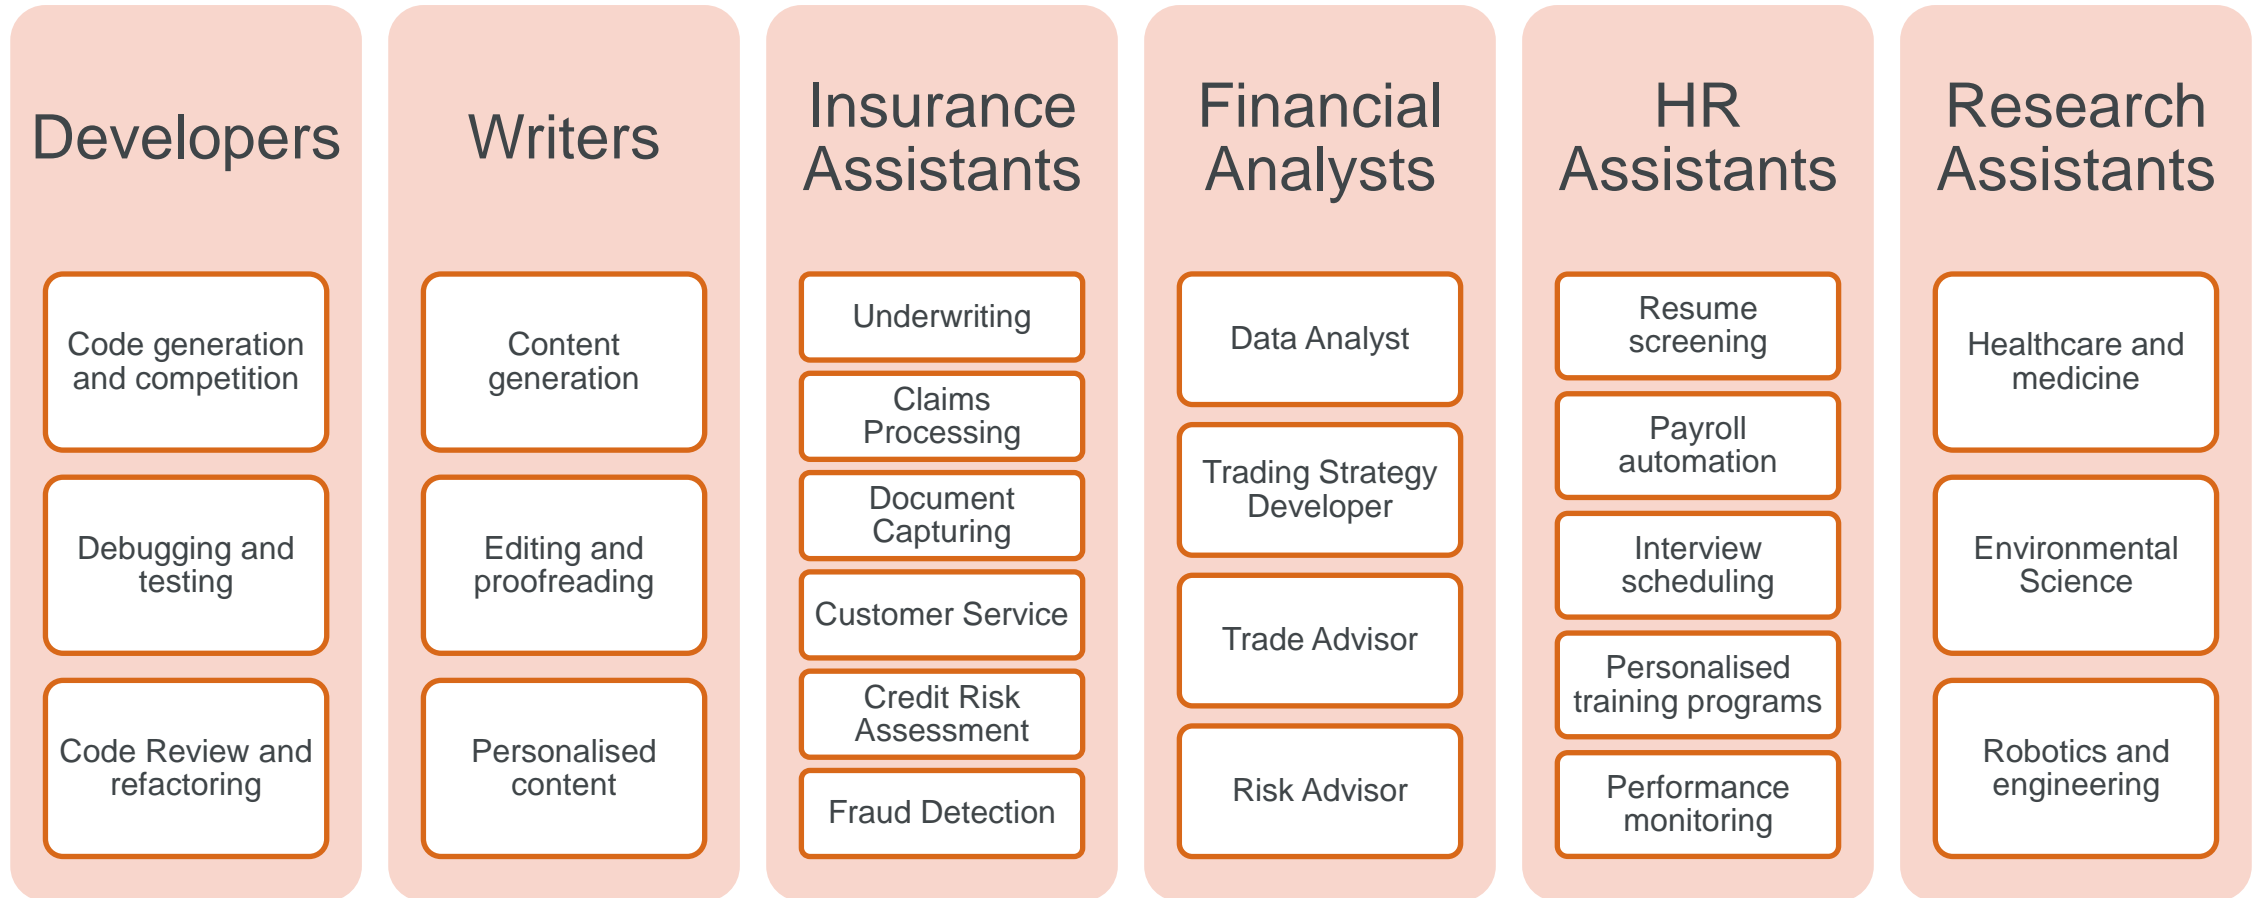 Developers
Code generation
and competition
Debugging and
testing
Code Review and
refactoring
Writers
Content
generation
Editing and
proofreading
Personalised
content
Insurance
Assistants
Underwriting
Claims
Processing
Document
Capturing
Customer Service
Credit Risk
Assessment
Fraud Detection
Financial
Analysts
Data Analyst
Trading Strategy
Developer
Trade Advisor
Risk Advisor
HR
Assistants
Resume
screening
Payroll
automation
Interview
scheduling
Personalised
training programs
Performance
monitoring
Research
Assistants
Healthcare and
medicine
Environmental
Science
Robotics and
engineering